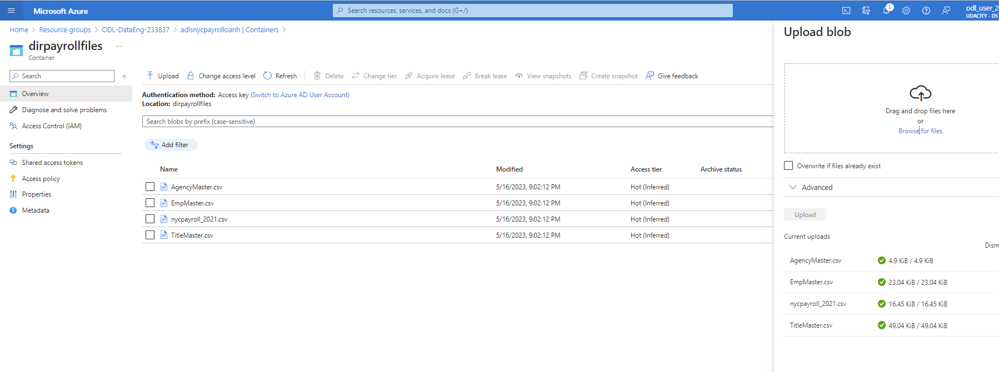 Microsoft Azure
Search resources, services, and docs (G+/)
5
odl_user_2
UDACITY - DS
Home > Resource groups > ODL-DataEng-233837 > adlsnycpayrolloanh | Containers >
dirpayrollfiles ...
Container
Search
«
Overview
Diagnose and solve problems
Access Control (IAM)
Settings
Shared access tokens
Access policy
Properties
Metadata
Upload Change access level Refresh Delete Change tier Acquire lease Break lease View snapshots Create snapshot Give feedback
Authentication method: Access key (Switch to Azure AD User Account)
Location: dirpayrollfiles
Search blobs by prefix (case-sensitive)
Add filter
Name Modified Access tier Archive status
AgencyMaster.csv 5/16/2023, 9:02:12 PM Hot (Inferred)
EmpMaster.csv 5/16/2023, 9:02:12 PM Hot (Inferred)
nycpayroll_2021.csv 5/16/2023, 9:02:12 PM Hot (Inferred)
TitleMaster.csv 5/16/2023, 9:02:12 PM Hot (Inferred)
Upload blob
Drag and drop files here
or
Browse for files
Overwrite if files already exist
Advanced
Upload
Current uploads
Dism
AgencyMaster.csv 4.9 KiB / 4.9 KiB
EmpMaster.csv 23.04 KiB / 23.04 KiB
nycpayroll_2021.csv 16.45 KiB / 16.45 KiB
TitleMaster.csv 49.04 KiB / 49.04 KiB